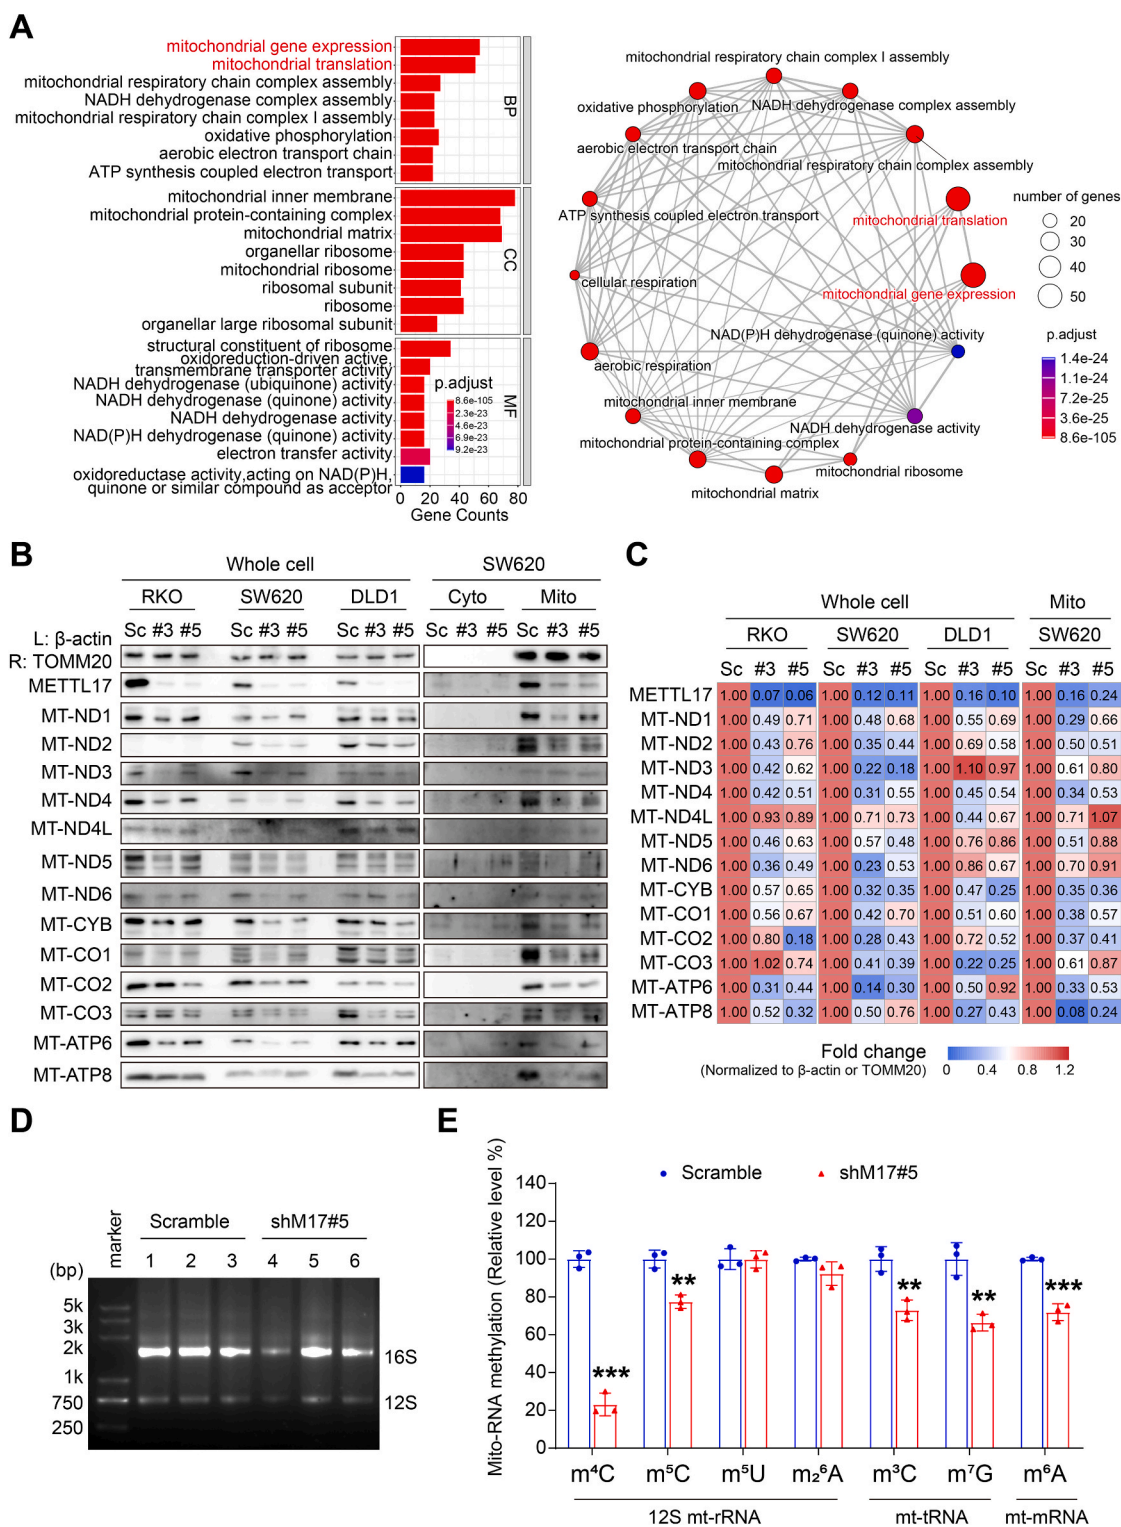 A
mitochondrial gene expression
mitochondrial translation
mitochondrial respiratory chain complex assembly
NADH dehydrogenase complex assembly
mitochondrial respiratory chain complex I assembly
oxidative phosphorylation
aerobic electron transport chain
ATP synthesis coupled electron transport
BP
mitochondrial inner membrane
mitochondrial protein-containing complex
mitochondrial matrix
organellar ribosome
mitochondrial ribosome
ribosomal subunit
ribosome
organellar large ribosomal subunit
CC
structural constituent of ribosome
oxidoreduction-driven active,
transmembrane transporter activity
NADH dehydrogenase (ubiquinone) activity
NADH dehydrogenase (quinone) activity
NADH dehydrogenase activity
NAD(P)H dehydrogenase (quinone) activity
electron transfer activity
oxidoreductase activity,acting on NAD(P)H,
quinone or similar compound as acceptor
MF
p.adjust
8.6e-105
2.3e-23
4.6e-23
6.9e-23
9.2e-23
0 20 40 60 80
Gene Counts
mitochondrial respiratory chain complex I assembly
oxidative phosphorylation
NADH dehydrogenase complex assembly
aerobic electron transport chain
mitochondrial respiratory chain complex assembly
ATP synthesis coupled electron transport
mitochondrial translation
cellular respiration
mitochondrial gene expression
NAD(P)H dehydrogenase (quinone) activity
aerobic respiration
mitochondrial inner membrane
NADH dehydrogenase activity
mitochondrial protein-containing complex
mitochondrial ribosome
mitochondrial matrix
number of genes
20
30
40
50
p.adjust
1.4e-24
1.1e-24
7.2e-25
3.6e-25
8.6e-105
B
Whole cell SW620
RKO SW620 DLD1 Cyto Mito
Sc #3 #5 Sc #3 #5 Sc #3 #5 Sc #3 #5 Sc #3 #5
L: β-actin
R: TOMM20
METTL17
MT-ND1
MT-ND2
MT-ND3
MT-ND4
MT-ND4L
MT-ND5
MT-ND6
MT-CYB
MT-CO1
MT-CO2
MT-CO3
MT-ATP6
MT-ATP8
C
Whole cell Mito
RKO SW620 DLD1 SW620
Sc #3 #5 Sc #3 #5 Sc #3 #5 Sc #3 #5
METTL17 1.00 0.07 0.06 1.00 0.12 0.11 1.00 0.16 0.10 1.00 0.16 0.24
MT-ND1 1.00 0.49 0.71 1.00 0.48 0.68 1.00 0.55 0.69 1.00 0.29 0.66
MT-ND2 1.00 0.43 0.76 1.00 0.35 0.44 1.00 0.69 0.58 1.00 0.50 0.51
MT-ND3 1.00 0.42 0.62 1.00 0.22 0.18 1.00 1.10 0.97 1.00 0.61 0.80
MT-ND4 1.00 0.42 0.51 1.00 0.31 0.55 1.00 0.45 0.54 1.00 0.34 0.53
MT-ND4L 1.00 0.93 0.89 1.00 0.71 0.73 1.00 0.44 0.67 1.00 0.71 1.07
MT-ND5 1.00 0.46 0.63 1.00 0.57 0.48 1.00 0.76 0.86 1.00 0.51 0.88
MT-ND6 1.00 0.36 0.49 1.00 0.23 0.53 1.00 0.86 0.67 1.00 0.70 0.91
MT-CYB 1.00 0.57 0.65 1.00 0.32 0.35 1.00 0.47 0.25 1.00 0.35 0.36
MT-CO1 1.00 0.56 0.67 1.00 0.42 0.70 1.00 0.51 0.60 1.00 0.38 0.57
MT-CO2 1.00 0.80 0.18 1.00 0.28 0.43 1.00 0.72 0.52 1.00 0.37 0.41
MT-CO3 1.00 1.02 0.74 1.00 0.41 0.39 1.00 0.22 0.25 1.00 0.61 0.87
MT-ATP6 1.00 0.31 0.44 1.00 0.14 0.30 1.00 0.50 0.92 1.00 0.33 0.53
MT-ATP8 1.00 0.52 0.32 1.00 0.50 0.76 1.00 0.27 0.43 1.00 0.08 0.24
Fold change
(Normalized to β-actin or TOMM20)
0 0.4 0.8 1.2
D
marker
Scramble shM17#5
1 2 3 4 5 6
(bp)
5k
3k
2k
1k
750
250
16S
12S
E
Mito-RNA methylation (Relative level %)
Scramble shM17#5
140
120
100
80
60
40
20
0
*** ** ** ** ***
m⁴C m⁵C m⁵U m₂⁶A m³C m⁷G m⁶A
12S mt-rRNA mt-tRNA mt-mRNA